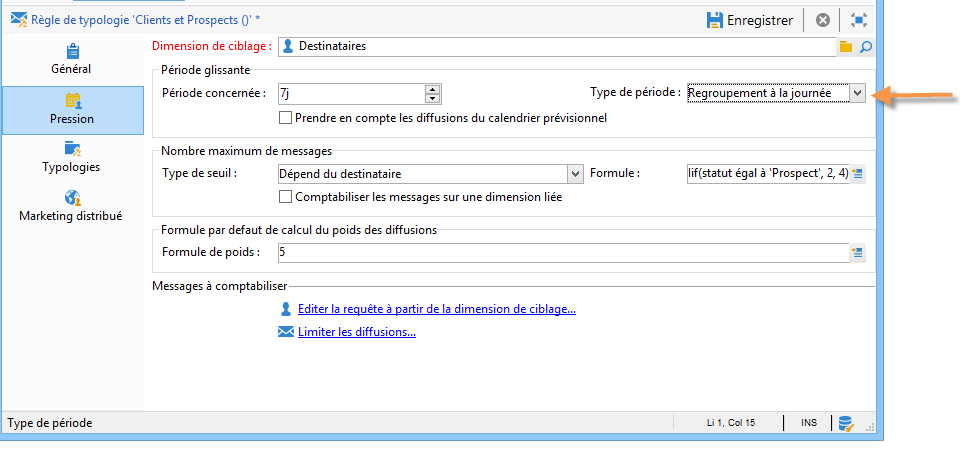 Règle de typologie 'Clients et Prospects ()' *
Enregistrer
Général
Pression
Typologies
Marketing distribué
Dimension de ciblage : Destinataires
Période glissante
Période concernée : 7j
Type de période : Regroupement à la journée
Prendre en compte les diffusions du calendrier prévisionnel
Nombre maximum de messages
Type de seuil : Dépend du destinataire
Formule : Iif(statut égal à 'Prospect', 2, 4)
Comptabiliser les messages sur une dimension liée
Formule par defaut de calcul du poids des diffusions
Formule de poids : 5
Messages à comptabiliser
Editer la requête à partir de la dimension de ciblage...
Limiter les diffusions...
Type de période
Li 1, Col 15
INS